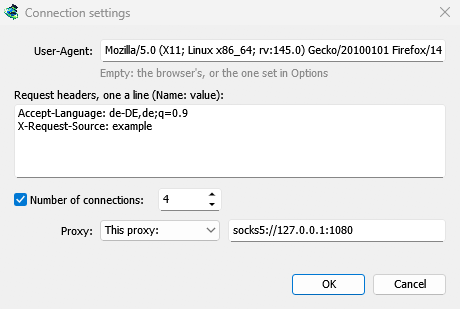 Connection settings
User-Agent: Mozilla/5.0 (X11; Linux x86_64; rv:145.0) Gecko/20100101 Firefox/14
Empty: the browser's, or the one set in Options
Request headers, one a line (Name: value):
Accept-Language: de-DE,de;q=0.9
X-Request-Source: example
Number of connections: 4
Proxy: This proxy: socks5://127.0.0.1:1080
OK Cancel